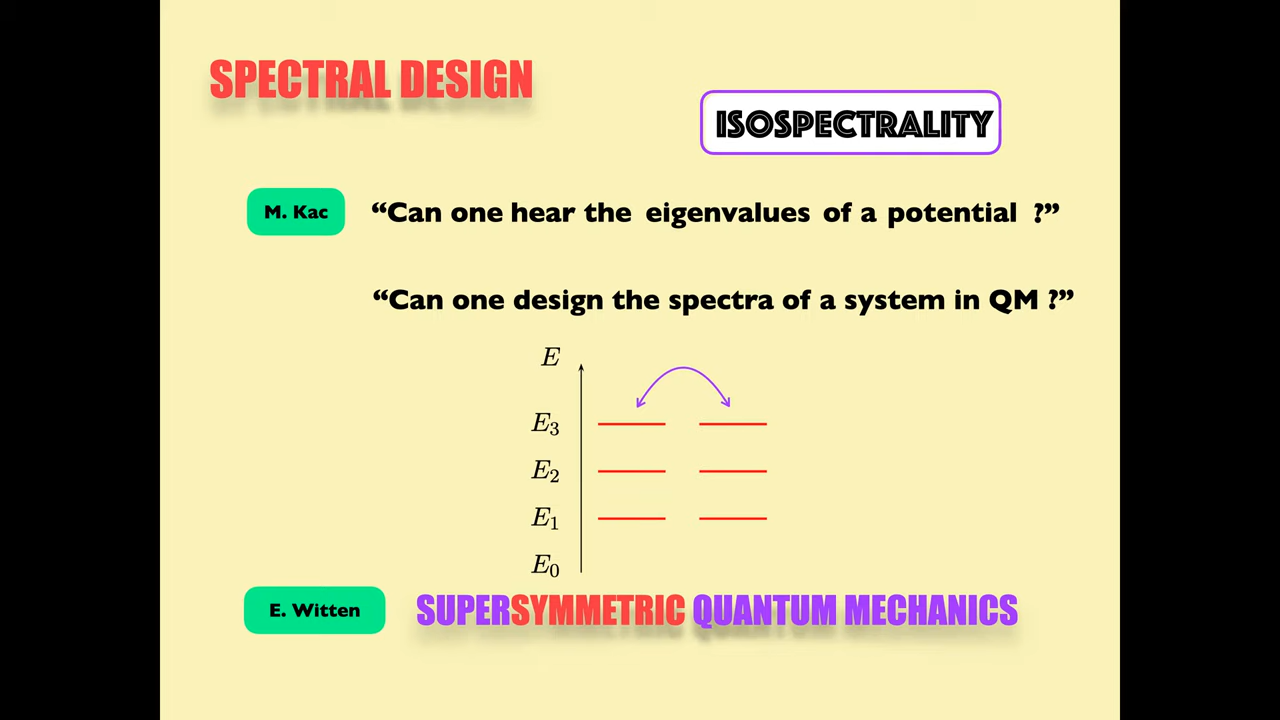 SPECTRAL DESIGN
ISOSPECTRALITY
M. Kac
“Can one hear the eigenvalues of a potential ?”
“Can one design the spectra of a system in QM ?”
E
E₃
E₂
E₁
E₀
E. Witten
SUPERSYMMETRIC QUANTUM MECHANICS